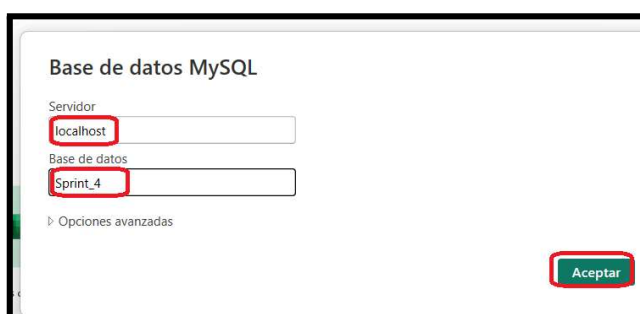 Base de datos MySQL
Servidor
localhost
Base de datos
Sprint_4
Opciones avanzadas
Aceptar